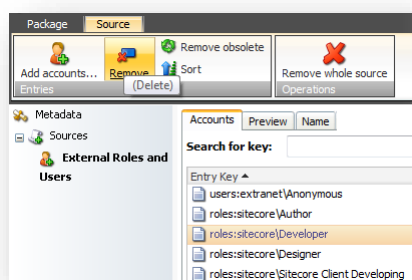 Package
Source
Add accounts...
Remove
Remove obsolete
Sort
(Delete)
Entries
Remove whole source
Operations
Metadata
Sources
External Roles and
Users
Accounts
Preview
Name
Search for key:
Entry Key
users:extranet\Anonymous
roles:sitecore\Author
roles:sitecore\Developer
roles:sitecore\Designer
roles:sitecore\Sitecore Client Developing